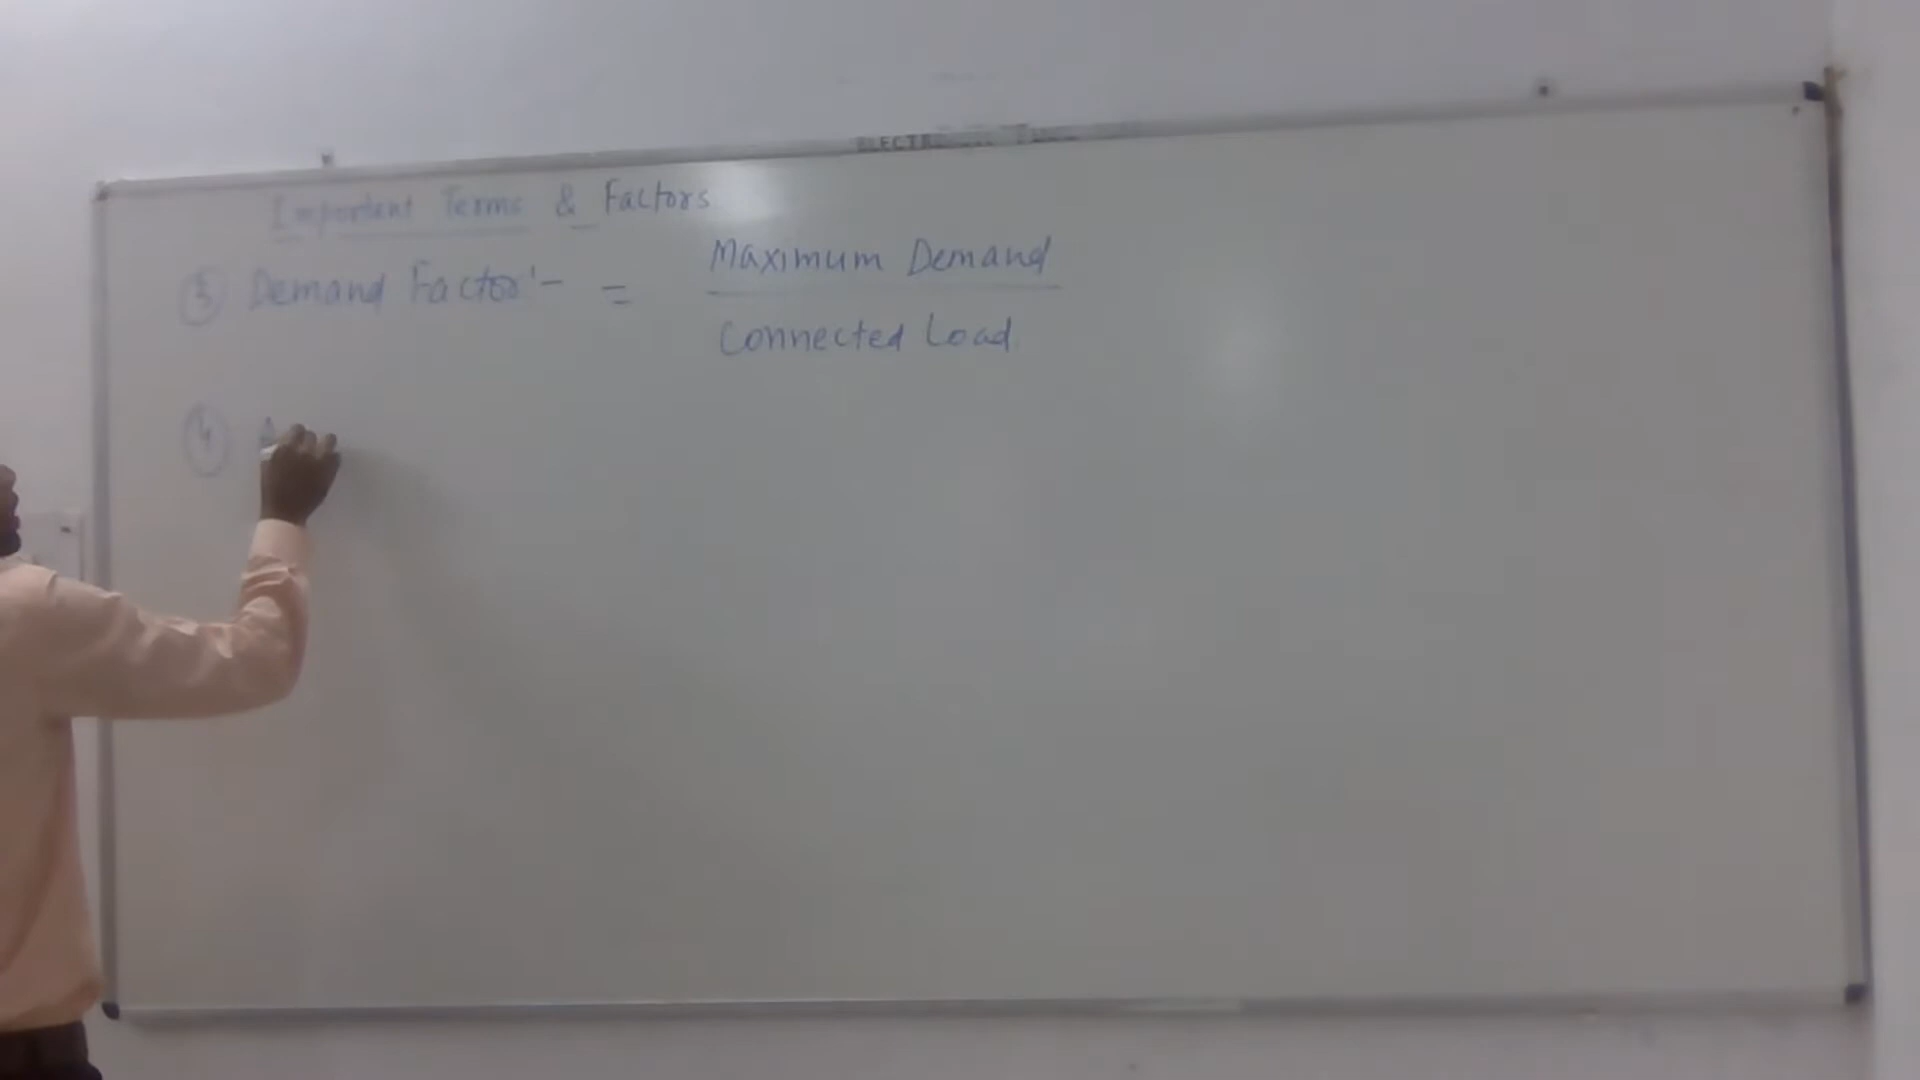 Important Terms & Factors
③ Demand Factor:- = Maximum Demand
Connected Load
④ A